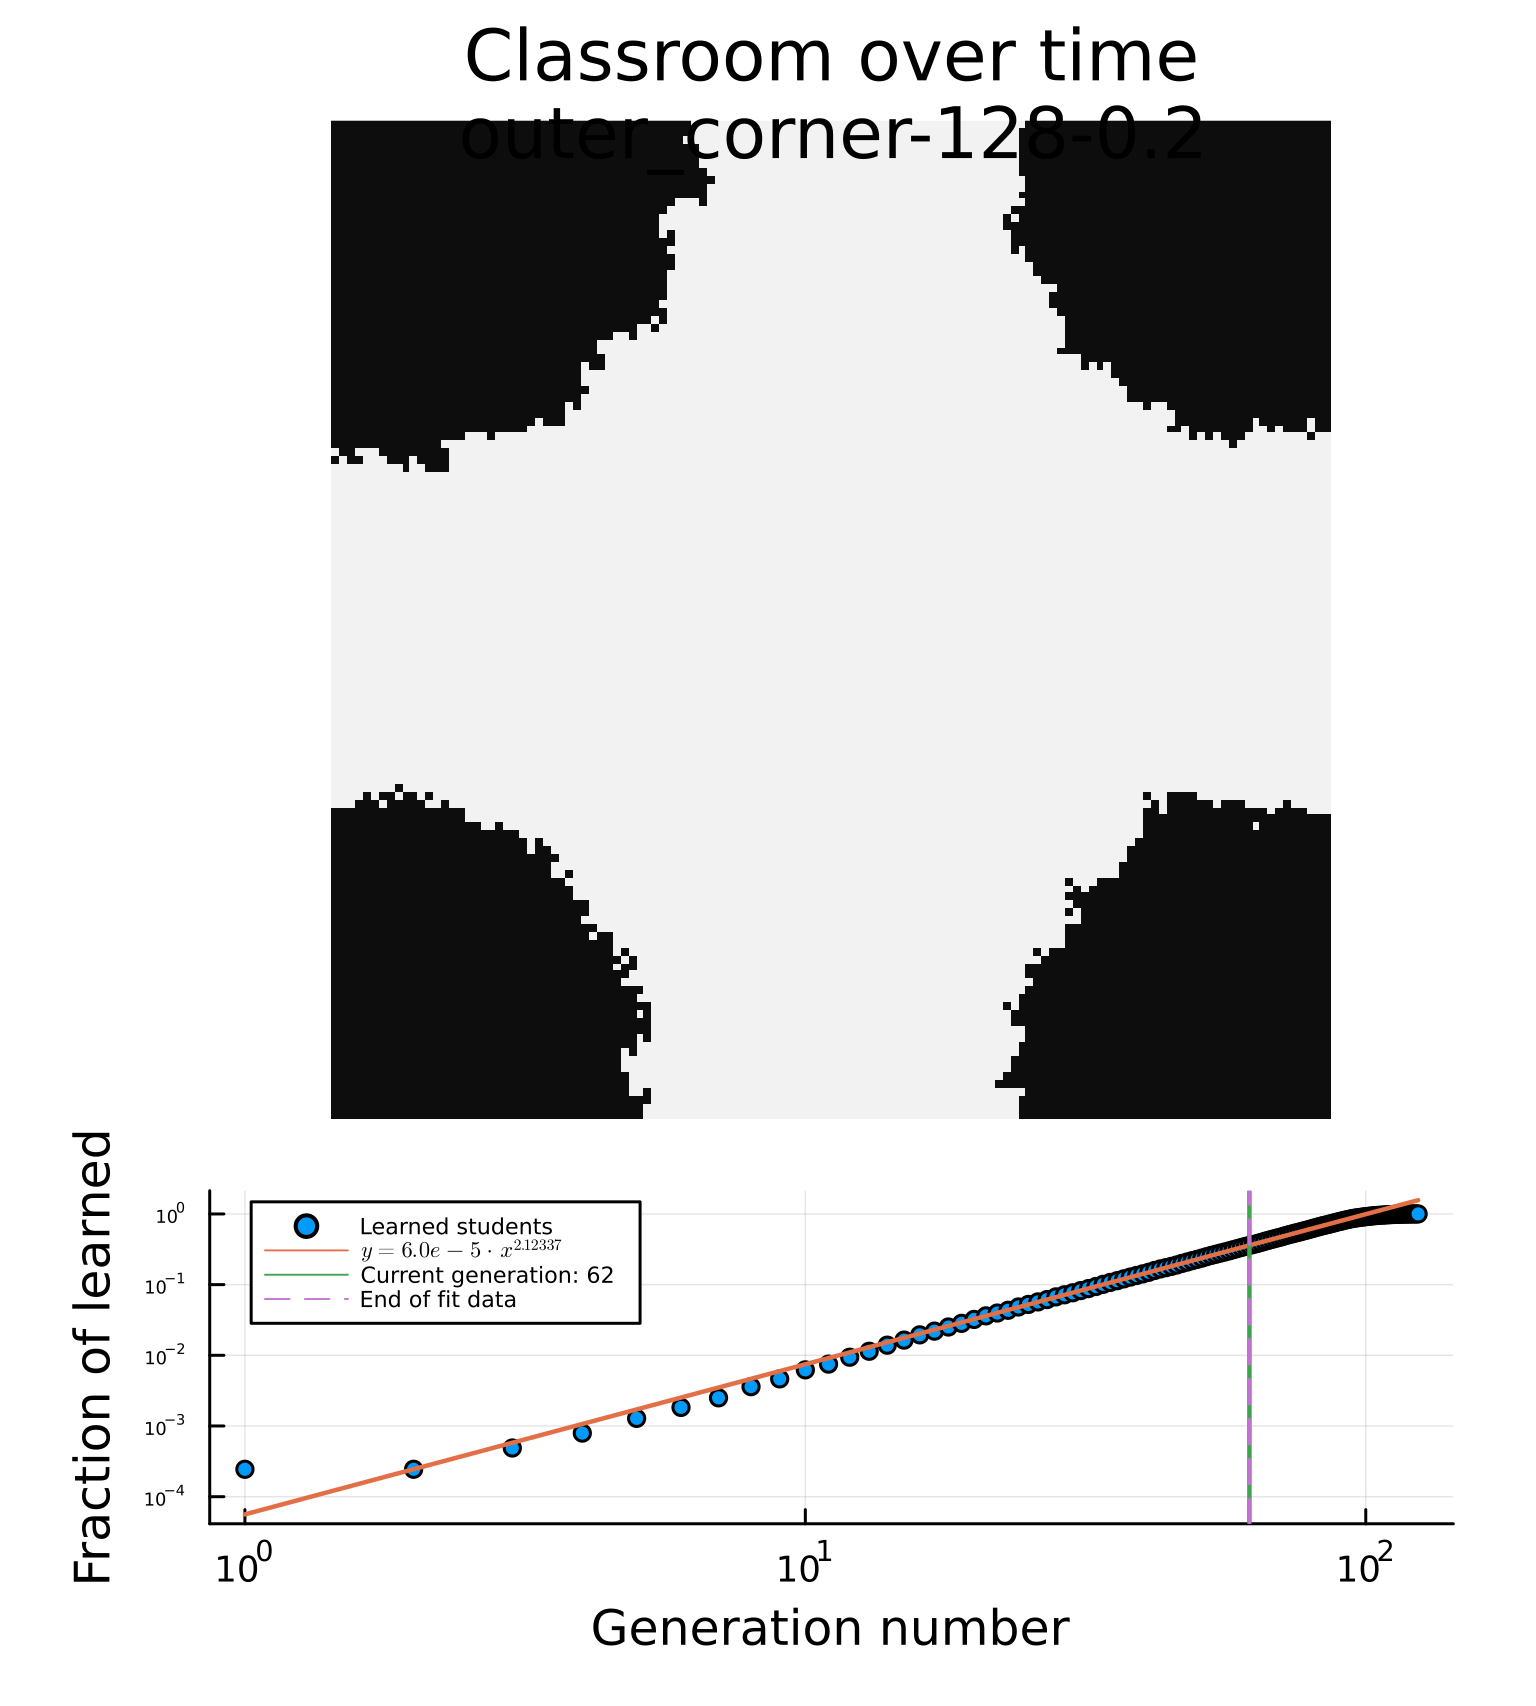 Classroom over time
outer_corner-128-0.2
Fraction of learned
10^0
10^-1
10^-2
10^-3
10^-4
Learned students
y = 6.0e − 5 · x^2.12337
Current generation: 62
End of fit data
10^0 10^1 10^2
Generation number